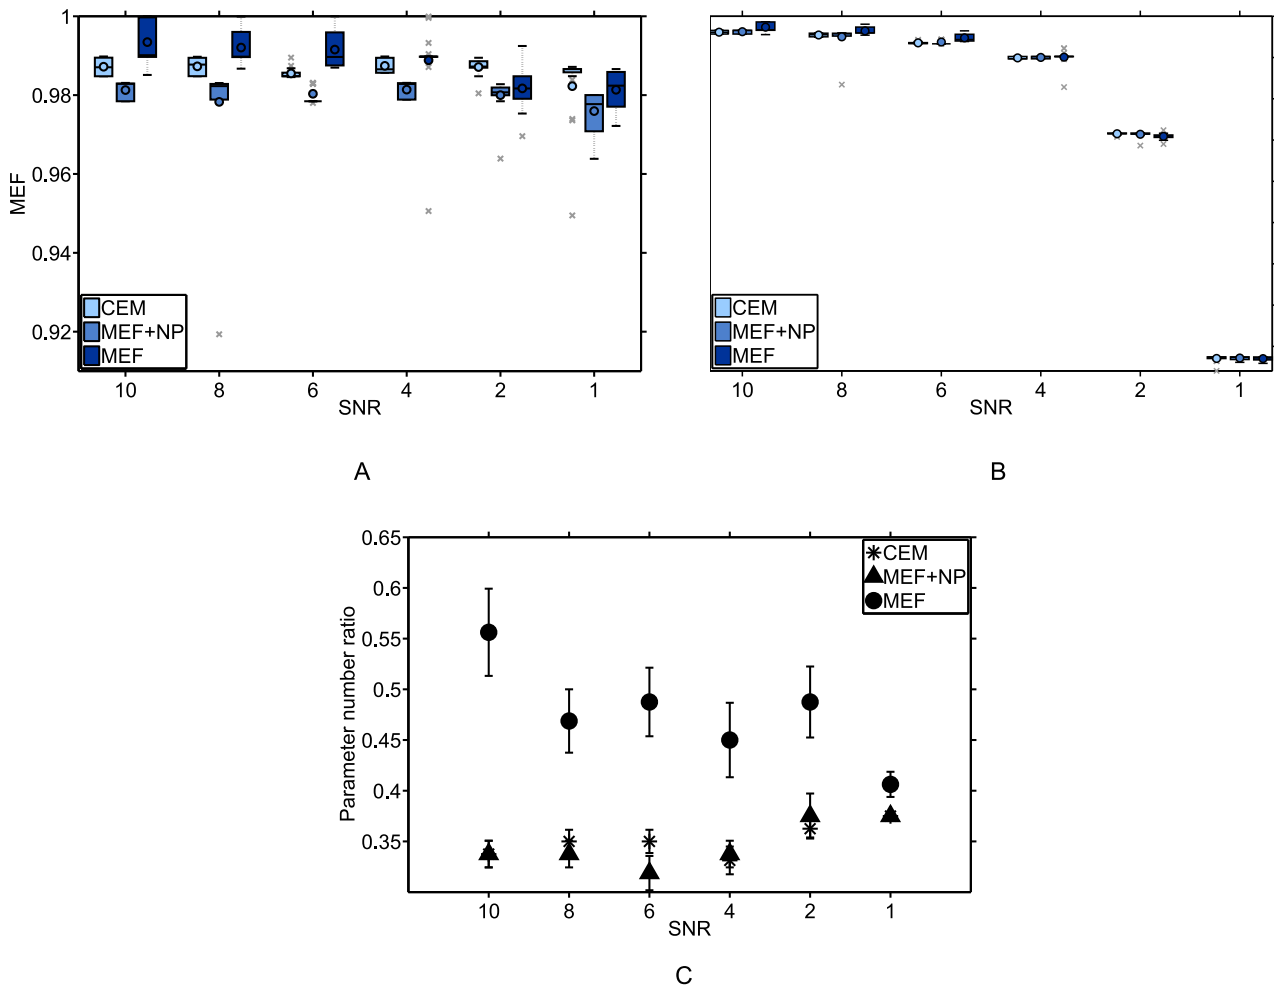 1
0.98
0.96
0.94
0.92
MEF
CEM
MEF+NP
MEF
10 8 6 4 2 1
SNR
A
CEM
MEF+NP
MEF
10 8 6 4 2 1
SNR
B
0.65
0.6
0.55
0.5
0.45
0.4
0.35
Parameter number ratio
CEM
MEF+NP
MEF
10 8 6 4 2 1
SNR
C